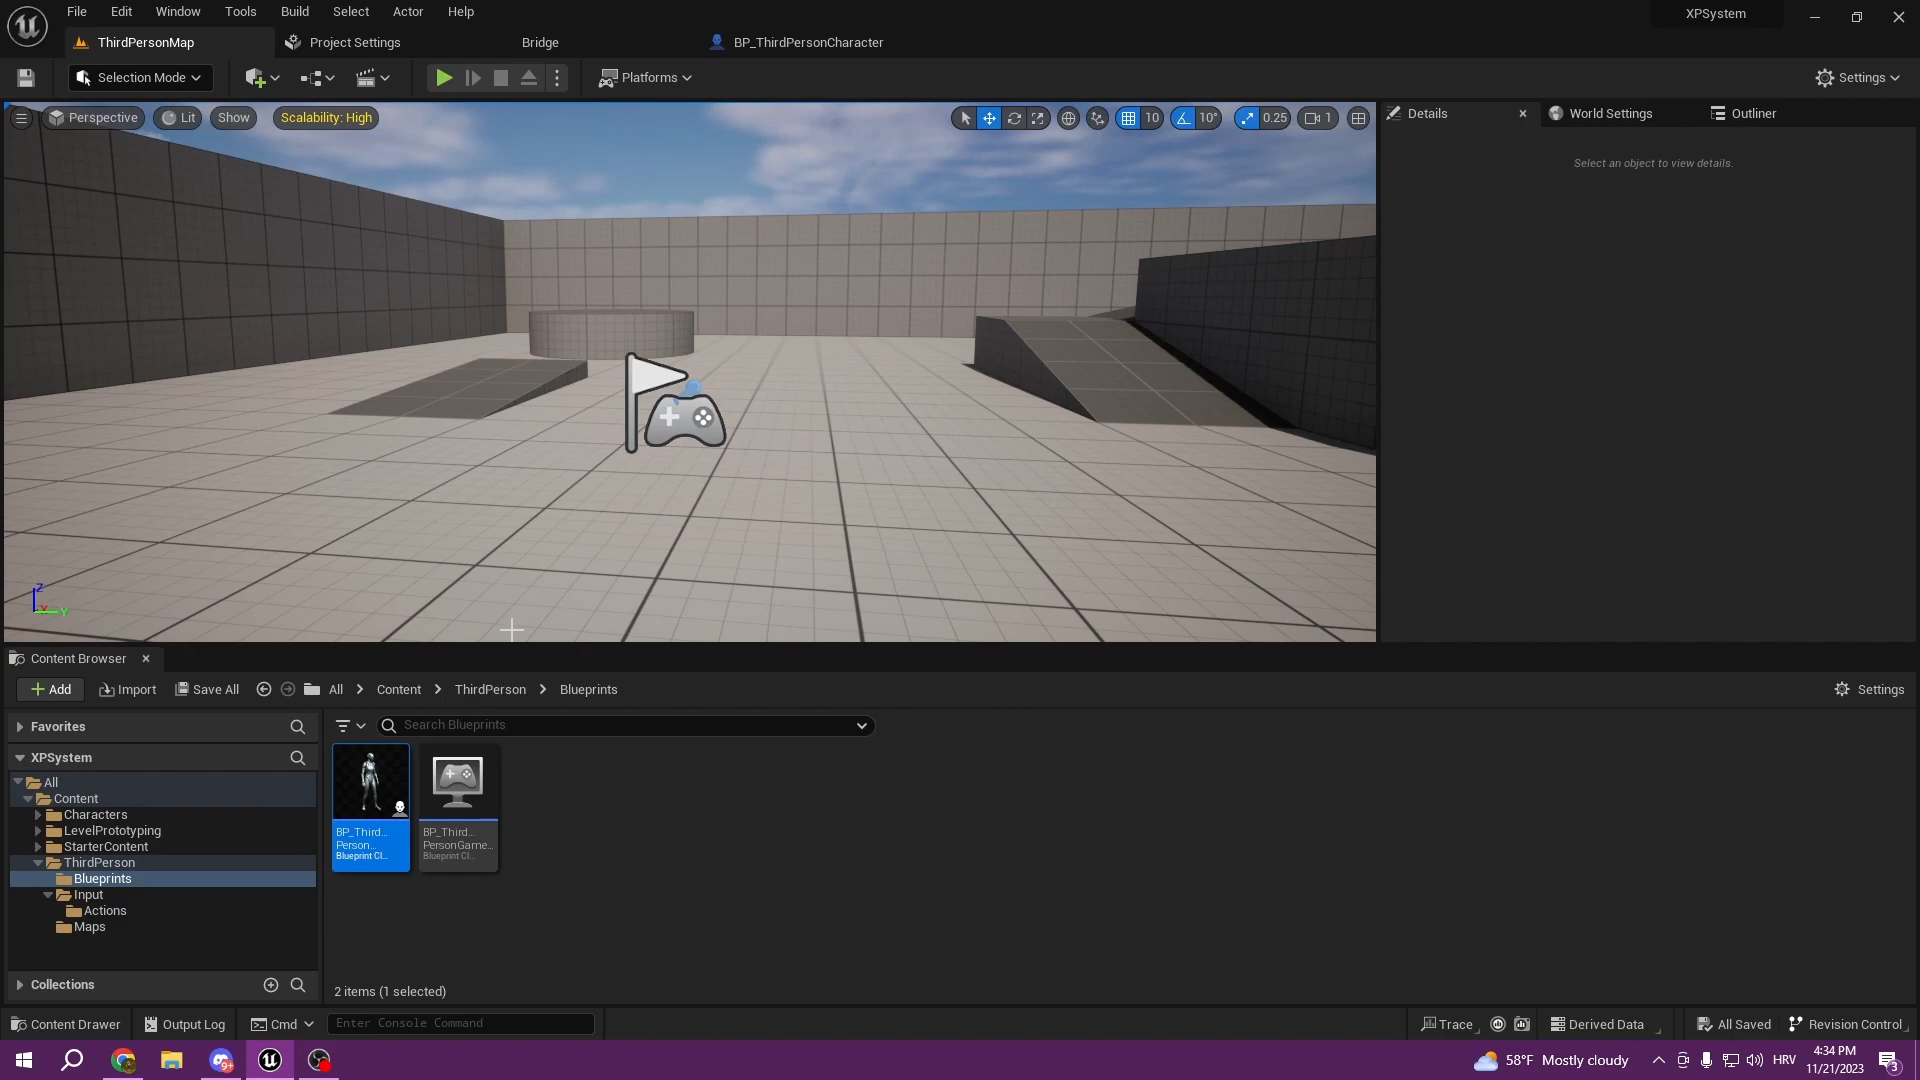 File Edit Window Tools Build Select Actor Help XPSystem
ThirdPersonMap Project Settings Bridge BP_ThirdPersonCharacter
Selection Mode Platforms Settings
Perspective Lit Show Scalability: High 10 10° 0.25 1
Details World Settings Outliner
Select an object to view details.
Z
X Y
Content Browser
Add Import Save All All Content ThirdPerson Blueprints Settings
Favorites
Search Blueprints
XPSystem
All
Content
Characters
LevelPrototyping
StarterContent
ThirdPerson
Blueprints
Input
Actions
Maps
BP_Third...
Person...
Blueprint Cl...
BP_Third...
PersonGame...
Blueprint Cl...
Collections
2 items (1 selected)
Content Drawer Output Log Cmd Enter Console Command Trace Derived Data All Saved Revision Control
9+ 58°F Mostly cloudy HRV 4:34 PM
11/21/2023 3